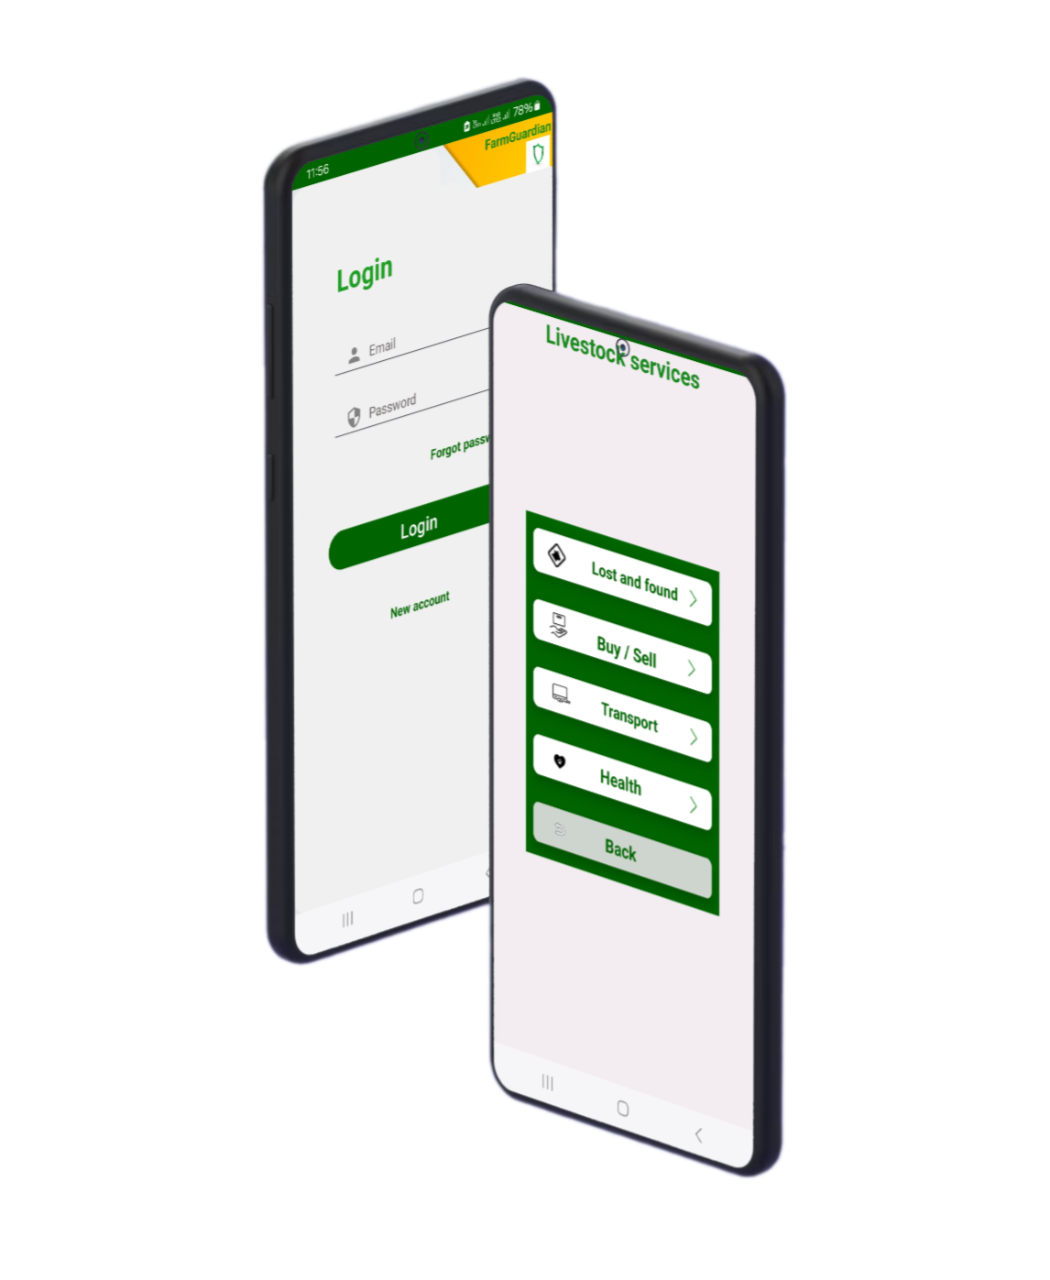 11:56
78%
FarmGuardian
Login
Email
Password
Forgot passw
Login
New account
Livestock services
Lost and found
Buy / Sell
Transport
Health
Back